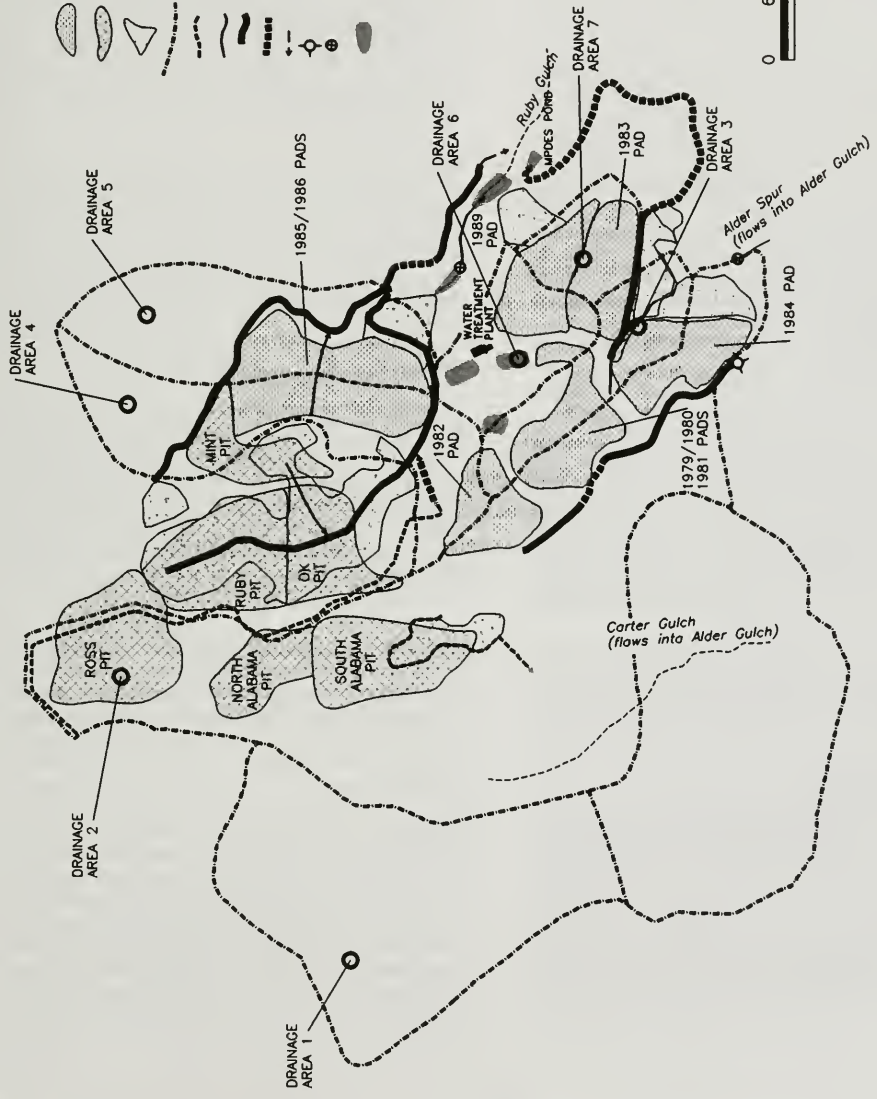 DRAINAGE
AREA 4
DRAINAGE
AREA 5
1985/1986 PADS
DRAINAGE
AREA 6
Ruby Gulch
MPDES POND
DRAINAGE
AREA 7
0 6
MINT
PIT
ROSS
PIT
RUBY
PIT
OK
PIT
1982
PAD
WATER
TREATMENT
PLANT
1989
PAD
1983
PAD
DRAINAGE
AREA 3
Alder Spur
(flows into Alder Gulch)
1984 PAD
1979/1980
1981 PADS
NORTH
ALABAMA
PIT
SOUTH
ALABAMA
PIT
Carter Gulch
(flows into Alder Gulch)
DRAINAGE
AREA 2
DRAINAGE
AREA 1